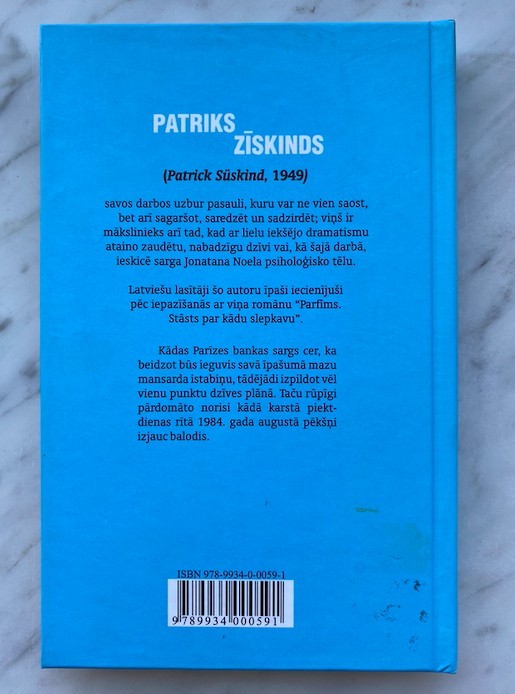 PATRIKS
ZĪSKINDS
(Patrick Süskind, 1949)
savos darbos uzbur pasauli, kuru var ne vien saost,
bet arī sagaršot, saredzēt un sadzirdēt; viņš ir
mākslinieks arī tad, kad ar lielu iekšējo dramatismu
ataino zaudētu, nabadzīgu dzīvi vai, kā šajā darbā,
ieskicē sarga Jonatana Noela psiholoģisko tēlu.
Latviešu lasītāji šo autoru īpaši iecienījuši
pēc iepazīšanās ar viņa romānu “Parfīms.
Stāsts par kādu slepkavu”.
Kādas Parīzes bankas sargs cer, ka
beidzot būs ieguvis savā īpašumā mazu
mansarda istabiņu, tādējādi izpildot vēl
vienu punktu dzīves plānā. Taču rūpīgi
pārdomāto norisi kādā karstā piekt-
dienas rītā 1984. gada augustā pēkšņi
izjauc balodis.
ISBN 978-9934-0-0059-1
9 789934 000591